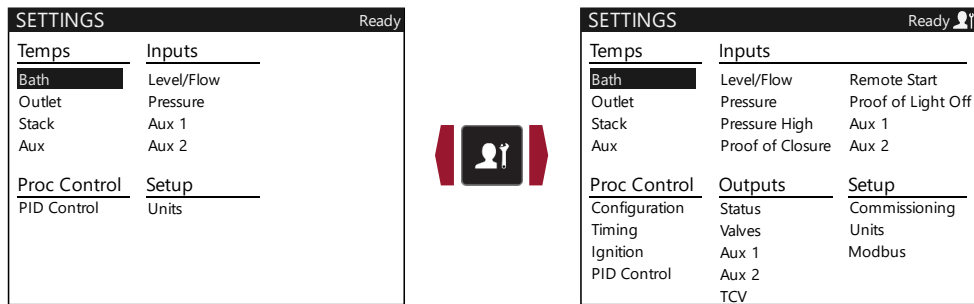 SETTINGS Ready
Temps Inputs
Bath Level/Flow
Outlet Pressure
Stack Aux 1
Aux Aux 2
Proc Control Setup
PID Control Units
SETTINGS Ready
Temps Inputs
Bath Level/Flow Remote Start
Outlet Pressure Proof of Light Off
Stack Pressure High Aux 1
Aux Proof of Closure Aux 2
Proc Control Outputs Setup
Configuration Status Commissioning
Timing Valves Units
Ignition Aux 1 Modbus
PID Control Aux 2
TCV